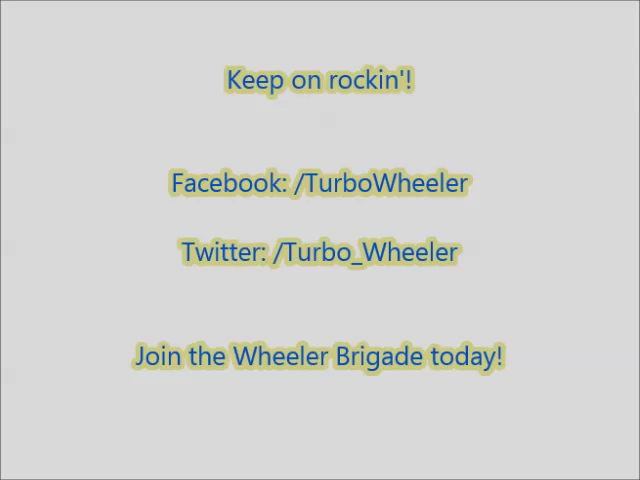 Keep on rockin'!
Facebook: /TurboWheeler
Twitter: /Turbo_Wheeler
Join the Wheeler Brigade today!